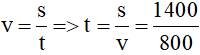 v = s/t => t = s/v = 1400/800